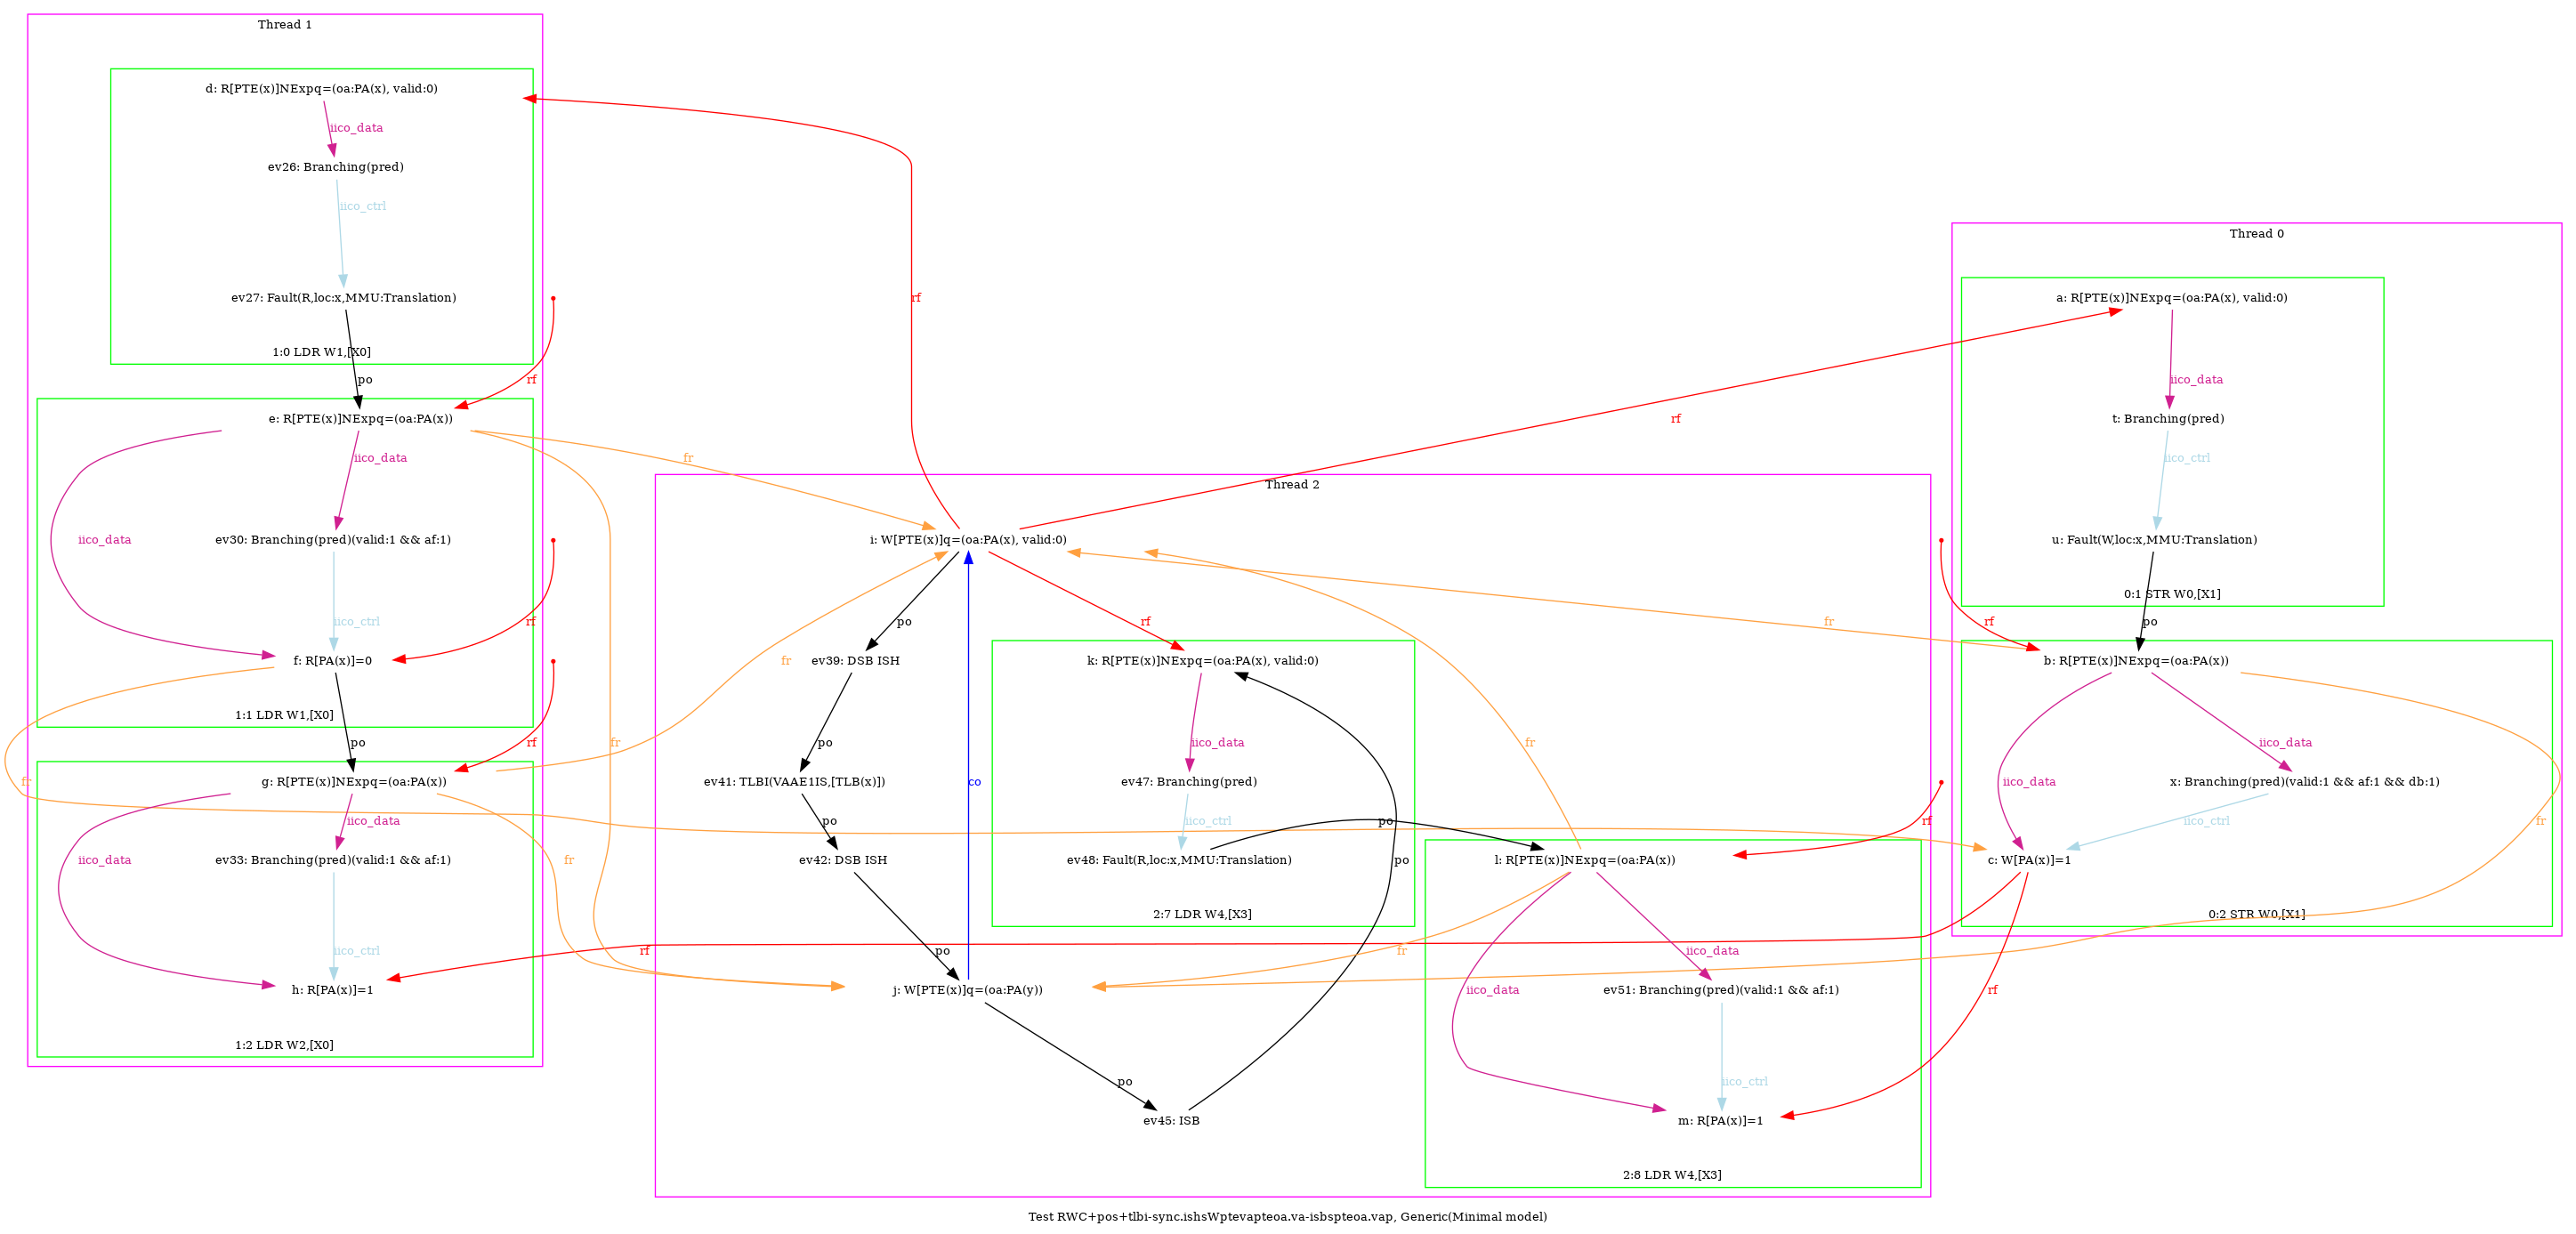 Thread 1
d: R[PTE(x)]NExpq=(oa:PA(x), valid:0)
iico_data
ev26: Branching(pred)
iico_ctrl
ev27: Fault(R,loc:x,MMU:Translation)
1:0 LDR W1,[X0]
po
rf
e: R[PTE(x)]NExpq=(oa:PA(x))
iico_data
iico_data
ev30: Branching(pred)(valid:1 && af:1)
iico_ctrl
rf
f: R[PA(x)]=0
1:1 LDR W1,[X0]
po
rf
fr
g: R[PTE(x)]NExpq=(oa:PA(x))
iico_data
iico_data
ev33: Branching(pred)(valid:1 && af:1)
iico_ctrl
h: R[PA(x)]=1
1:2 LDR W2,[X0]
rf
rf
fr
fr
fr
fr
Thread 2
i: W[PTE(x)]q=(oa:PA(x), valid:0)
po
rf
ev39: DSB ISH
po
ev41: TLBI(VAAE1IS,[TLB(x)])
po
ev42: DSB ISH
po
co
j: W[PTE(x)]q=(oa:PA(y))
po
ev45: ISB
po
k: R[PTE(x)]NExpq=(oa:PA(x), valid:0)
iico_data
ev47: Branching(pred)
iico_ctrl
ev48: Fault(R,loc:x,MMU:Translation)
2:7 LDR W4,[X3]
po
fr
fr
rf
l: R[PTE(x)]NExpq=(oa:PA(x))
iico_data
iico_data
ev51: Branching(pred)(valid:1 && af:1)
iico_ctrl
m: R[PA(x)]=1
2:8 LDR W4,[X3]
rf
rf
fr
Thread 0
a: R[PTE(x)]NExpq=(oa:PA(x), valid:0)
iico_data
t: Branching(pred)
iico_ctrl
u: Fault(W,loc:x,MMU:Translation)
0:1 STR W0,[X1]
rf
po
b: R[PTE(x)]NExpq=(oa:PA(x))
iico_data
iico_data
x: Branching(pred)(valid:1 && af:1 && db:1)
iico_ctrl
fr
c: W[PA(x)]=1
0:2 STR W0,[X1]
Test RWC+pos+tlbi-sync.ishsWptevapteoa.va-isbspteoa.vap, Generic(Minimal model)